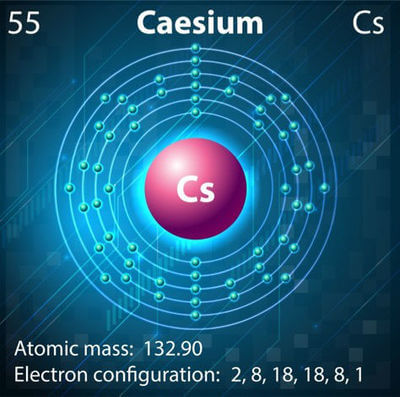 55 Caesium Cs
Cs
Atomic mass: 132.90
Electron configuration: 2, 8, 18, 18, 8, 1